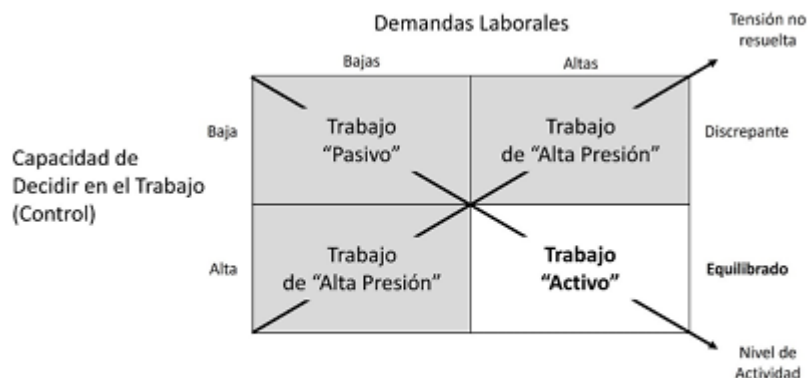 Demandas Laborales
Tensión no
resuelta
Bajas
Altas
Capacidad de
Decidir en el Trabajo
(Control)
Baja
Trabajo
“Pasivo”
Trabajo
de “Alta Presión”
Discrepante
Alta
Trabajo
de “Alta Presión”
Trabajo
“Activo”
Equilibrado
Nivel de
Actividad